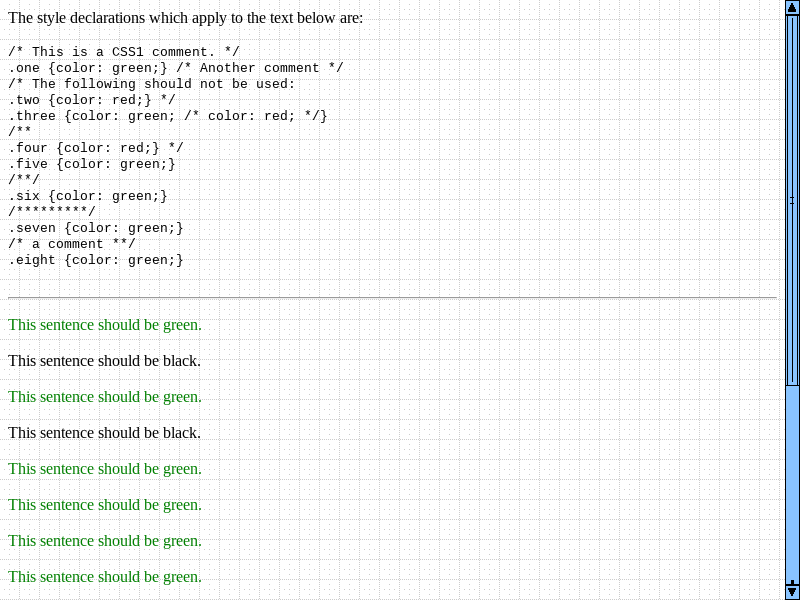 The style declarations which apply to the text below are:
/* This is a CSS1 comment. */
.one {color: green;} /* Another comment */
/* The following should not be used:
.two {color: red;} */
.three {color: green; /* color: red; */}
/**
.four {color: red;} */
.five {color: green;}
/**/
.six {color: green;}
/*********/
.seven {color: green;}
/* a comment **/
.eight {color: green;}
This sentence should be green.
This sentence should be black.
This sentence should be green.
This sentence should be black.
This sentence should be green.
This sentence should be green.
This sentence should be green.
This sentence should be green.